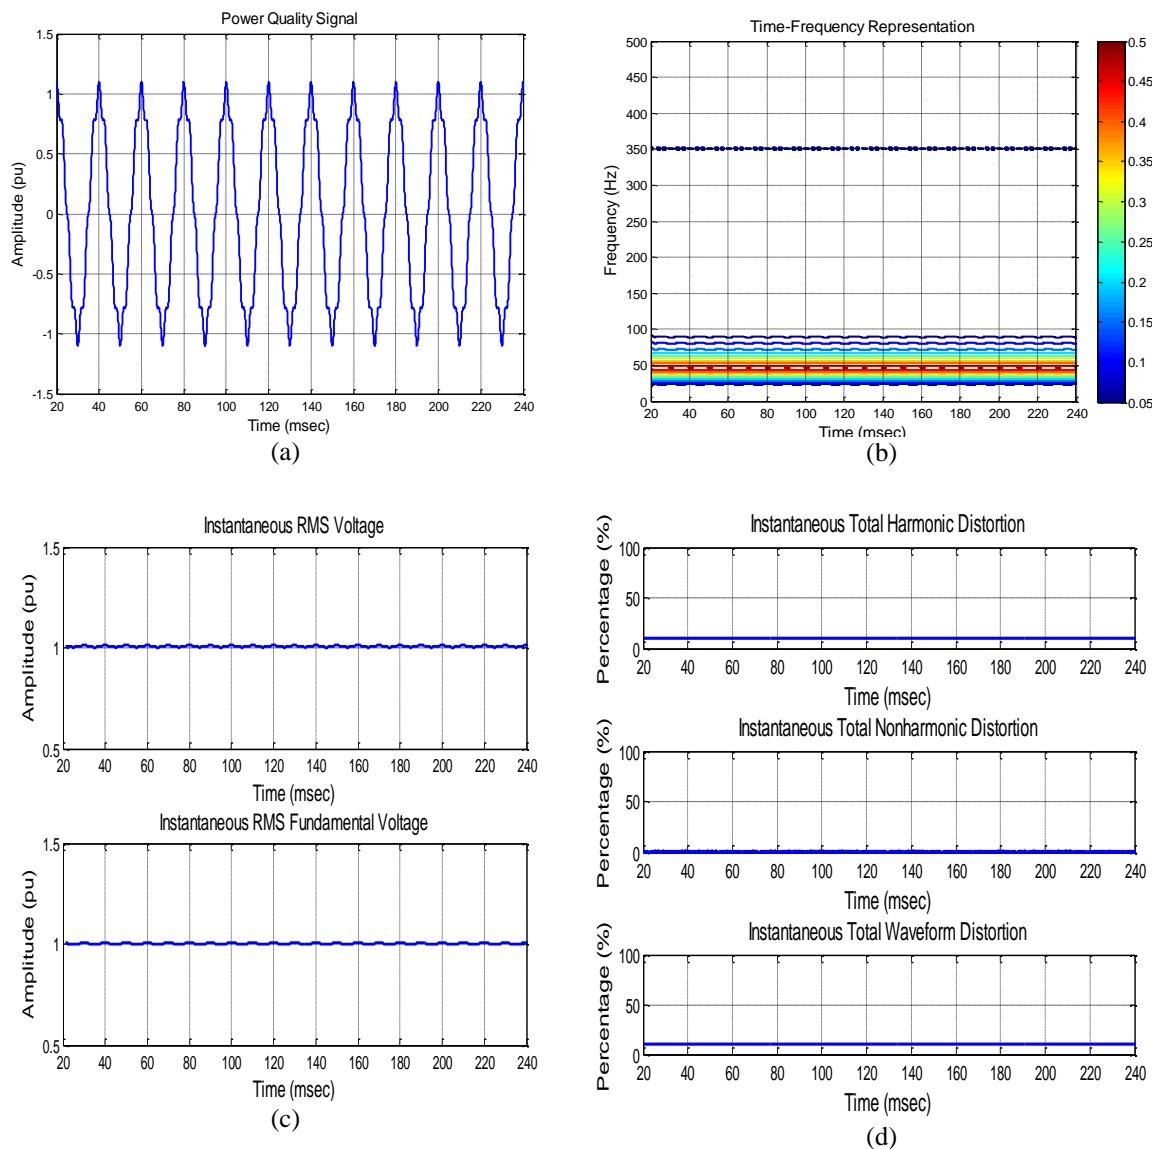 Power Quality Signal
1.5
1
0.5
0
-0.5
-1
-1.5
Amplitude (pu)
20 40 60 80 100 120 140 160 180 200 220 240
Time (msec)
(a)
Time-Frequency Representation
500
450
400
350
300
250
200
150
100
50
0
Frequency (Hz)
20 40 60 80 100 120 140 160 180 200 220 240
Time (msec)
0.5
0.45
0.4
0.35
0.3
0.25
0.2
0.15
0.1
0.05
(b)
Instantaneous RMS Voltage
1.5
1
0.5
Amplitude (pu)
20 40 60 80 100 120 140 160 180 200 220 240
Time (msec)
Instantaneous RMS Fundamental Voltage
1.5
1
0.5
Amplitude (pu)
20 40 60 80 100 120 140 160 180 200 220 240
Time (msec)
(c)
Instantaneous Total Harmonic Distortion
100
50
0
Percentage (%)
20 40 60 80 100 120 140 160 180 200 220 240
Time (msec)
Instantaneous Total Nonharmonic Distortion
100
50
0
Percentage (%)
20 40 60 80 100 120 140 160 180 200 220 240
Time (msec)
Instantaneous Total Waveform Distortion
100
50
0
Percentage (%)
20 40 60 80 100 120 140 160 180 200 220 240
Time (msec)
(d)